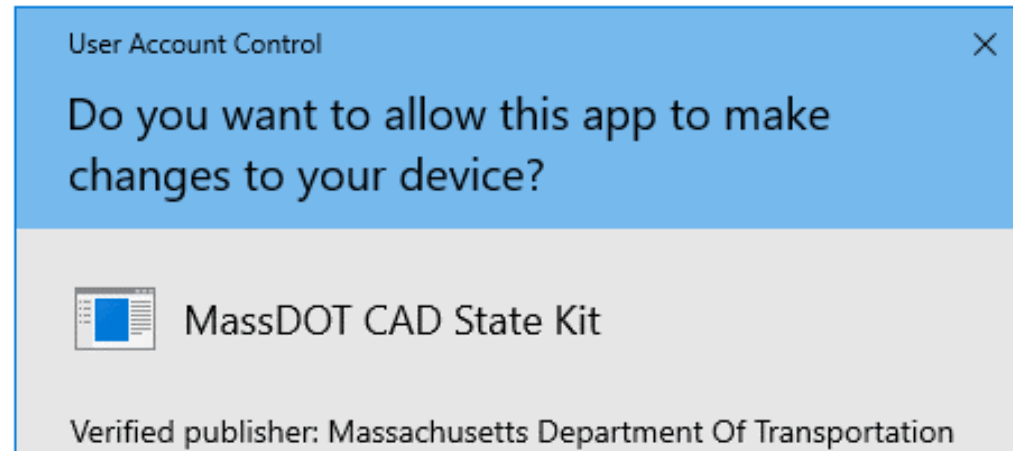 User Account Control
Do you want to allow this app to make
changes to your device?
MassDOT CAD State Kit
Verified publisher: Massachusetts Department Of Transportation